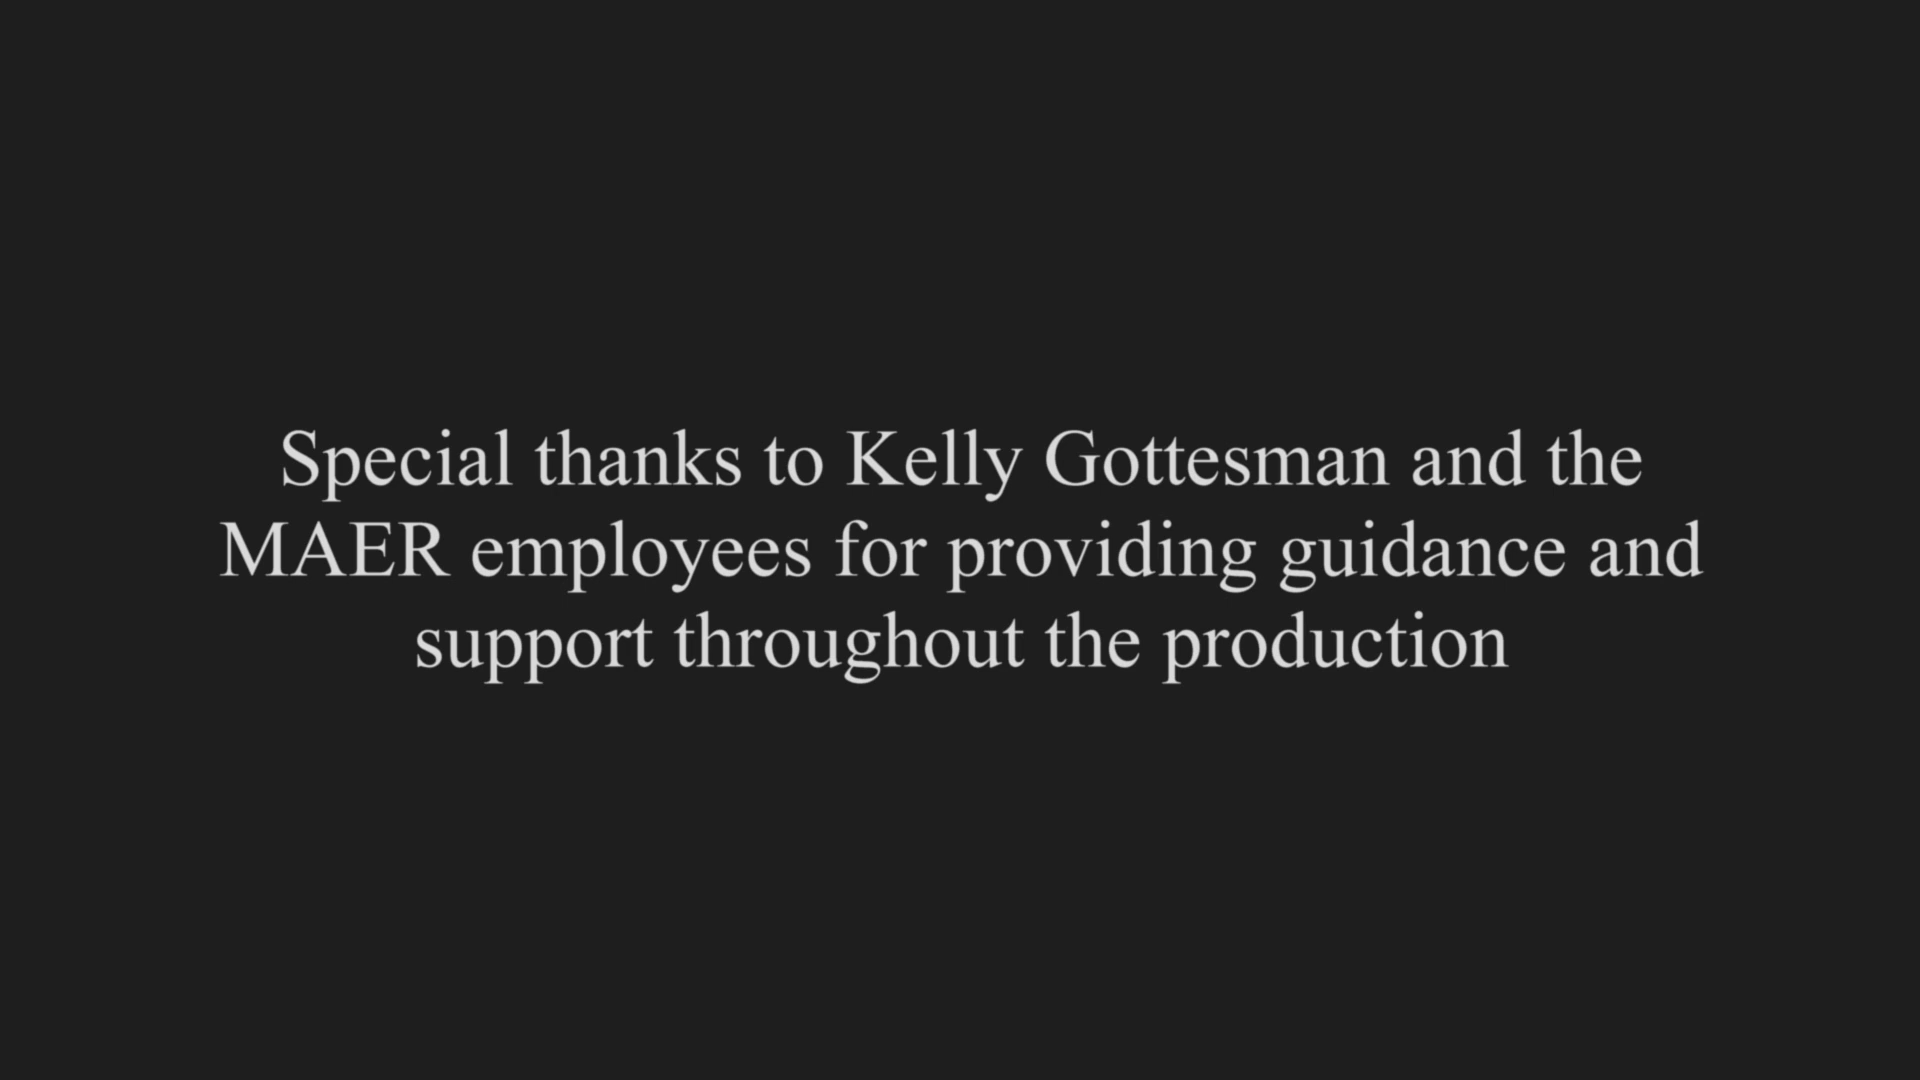 Special thanks to Kelly Gottesman and the
MAER employees for providing guidance and
support throughout the production